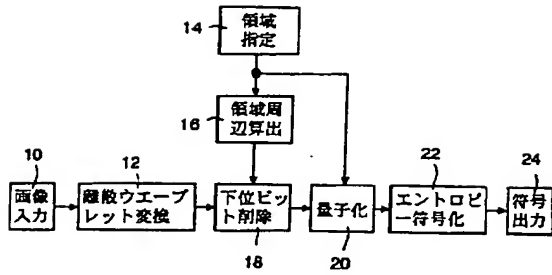 14
領域
指定
16
領域周
辺算出
10
画像
入力
12
離散ウエーブ
レット変換
下位ビッ
ト削除
18
量子化
20
22
エントロピ
ー符号化
24
符号
出力